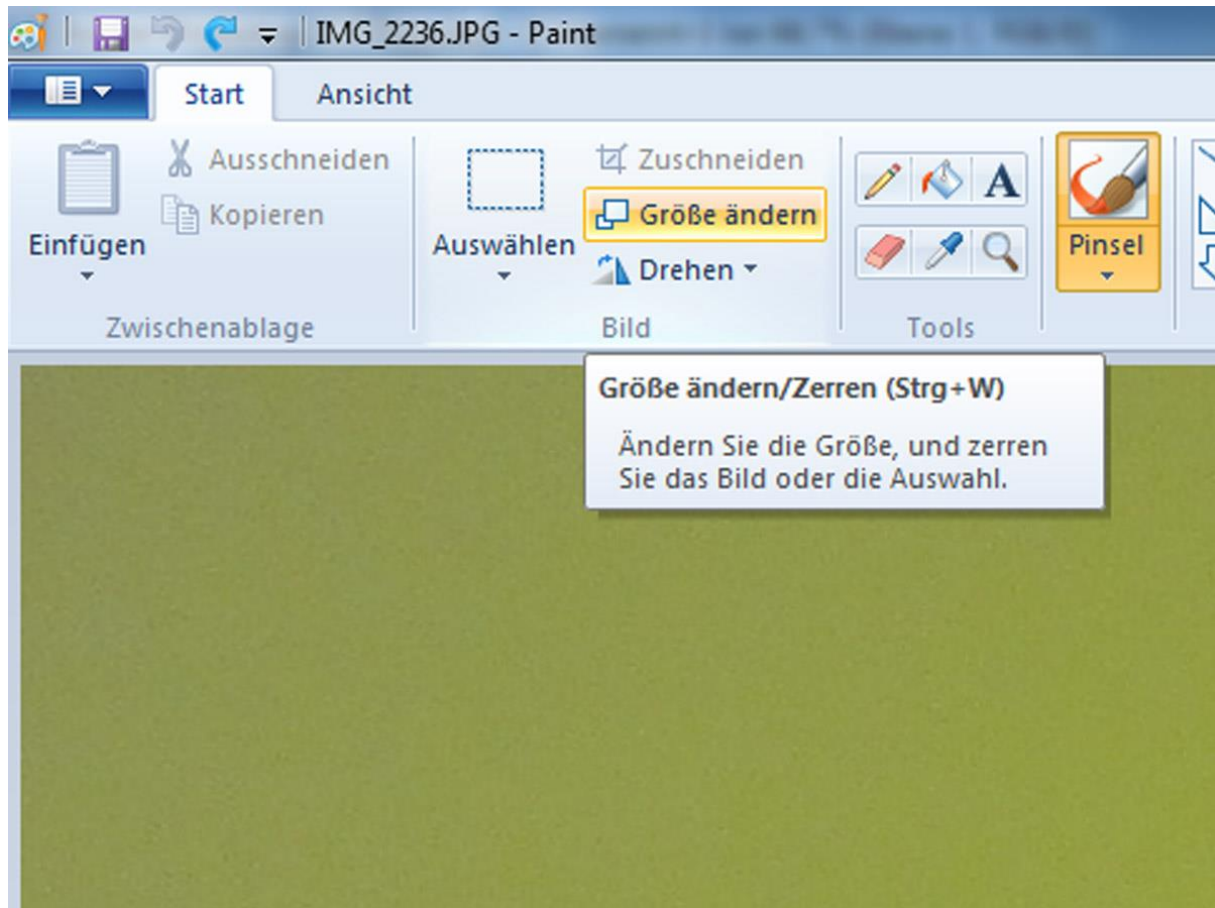 IMG_2236.JPG - Paint
Start Ansicht
Ausschneiden
Kopieren
Einfügen
Zwischenablage
Auswählen
Zuschneiden
Größe ändern
Drehen
Bild
A
Tools
Pinsel
Größe ändern/Zerren (Strg+W)
Ändern Sie die Größe, und zerren
Sie das Bild oder die Auswahl.